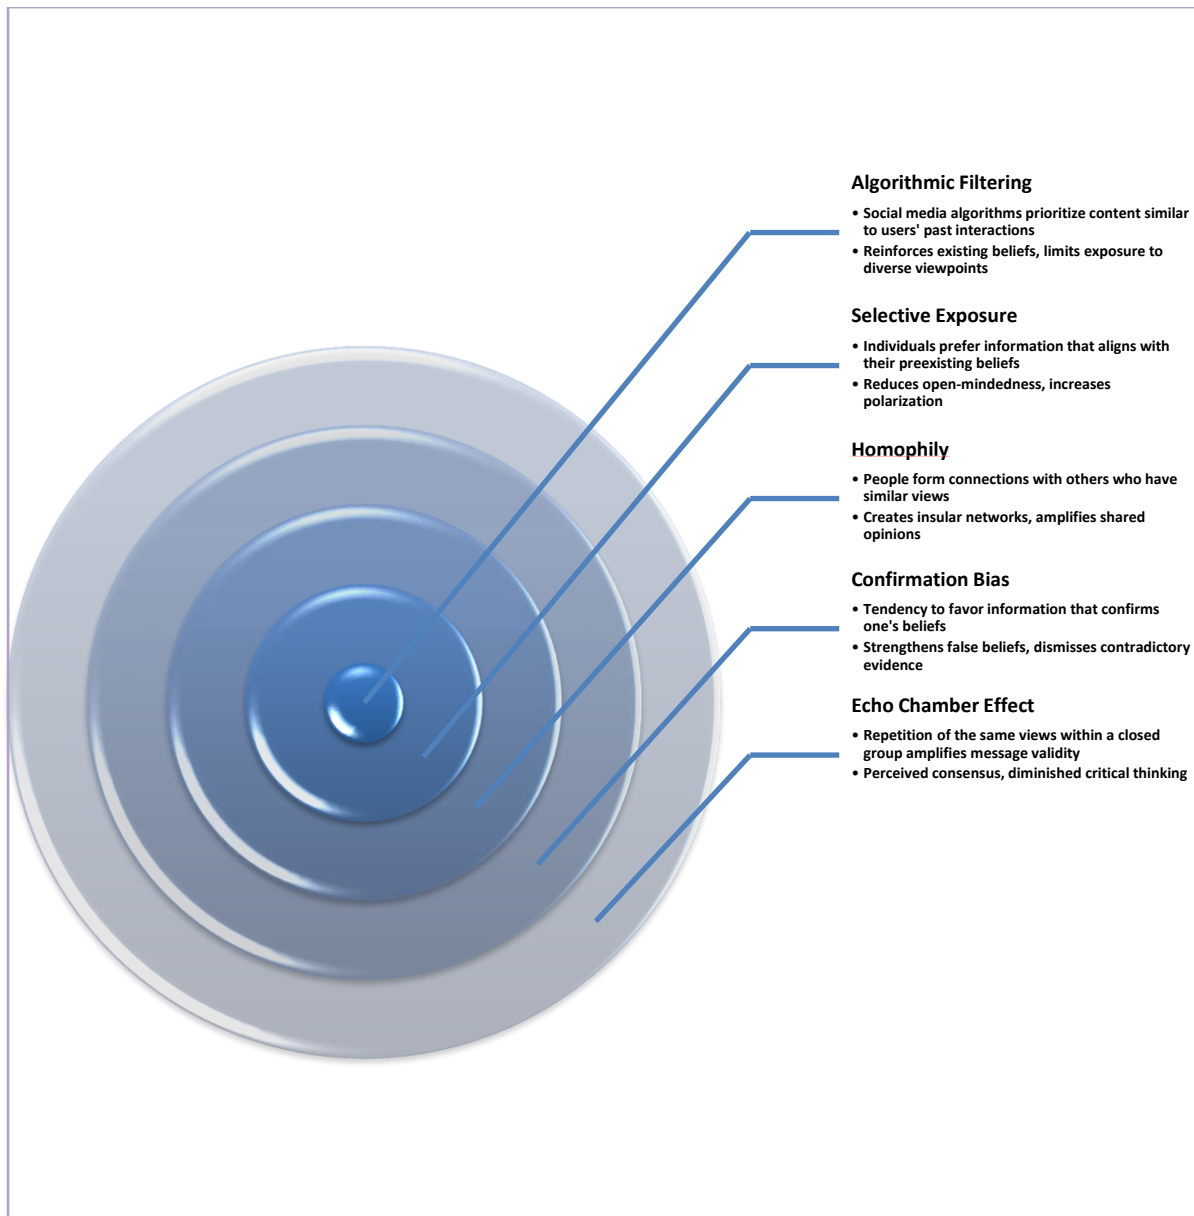 Algorithmic Filtering
• Social media algorithms prioritize content similar
to users' past interactions
• Reinforces existing beliefs, limits exposure to
diverse viewpoints
Selective Exposure
• Individuals prefer information that aligns with
their preexisting beliefs
• Reduces open-mindedness, increases
polarization
Homophily
• People form connections with others who have
similar views
• Creates insular networks, amplifies shared
opinions
Confirmation Bias
• Tendency to favor information that confirms
one's beliefs
• Strengthens false beliefs, dismisses contradictory
evidence
Echo Chamber Effect
• Repetition of the same views within a closed
group amplifies message validity
• Perceived consensus, diminished critical thinking